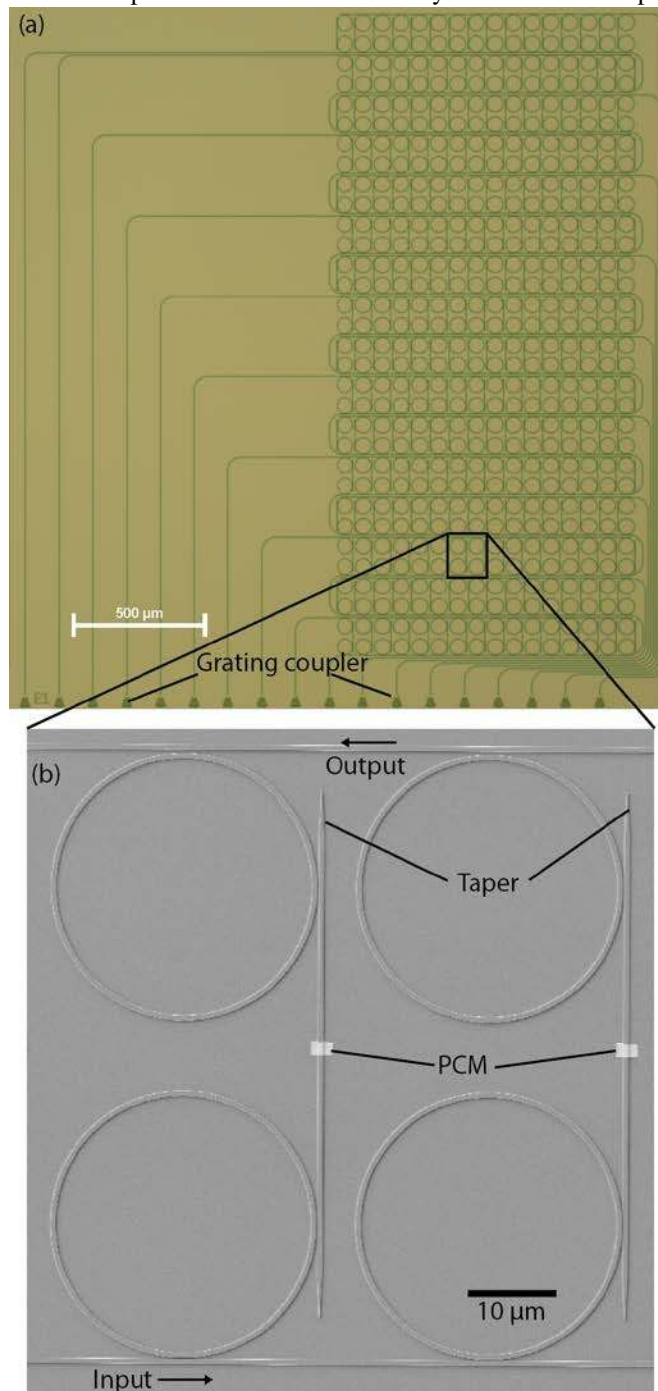 (a)
500 µm
Grating coupler
E1
(b)
Output
Taper
PCM
10 µm
Input